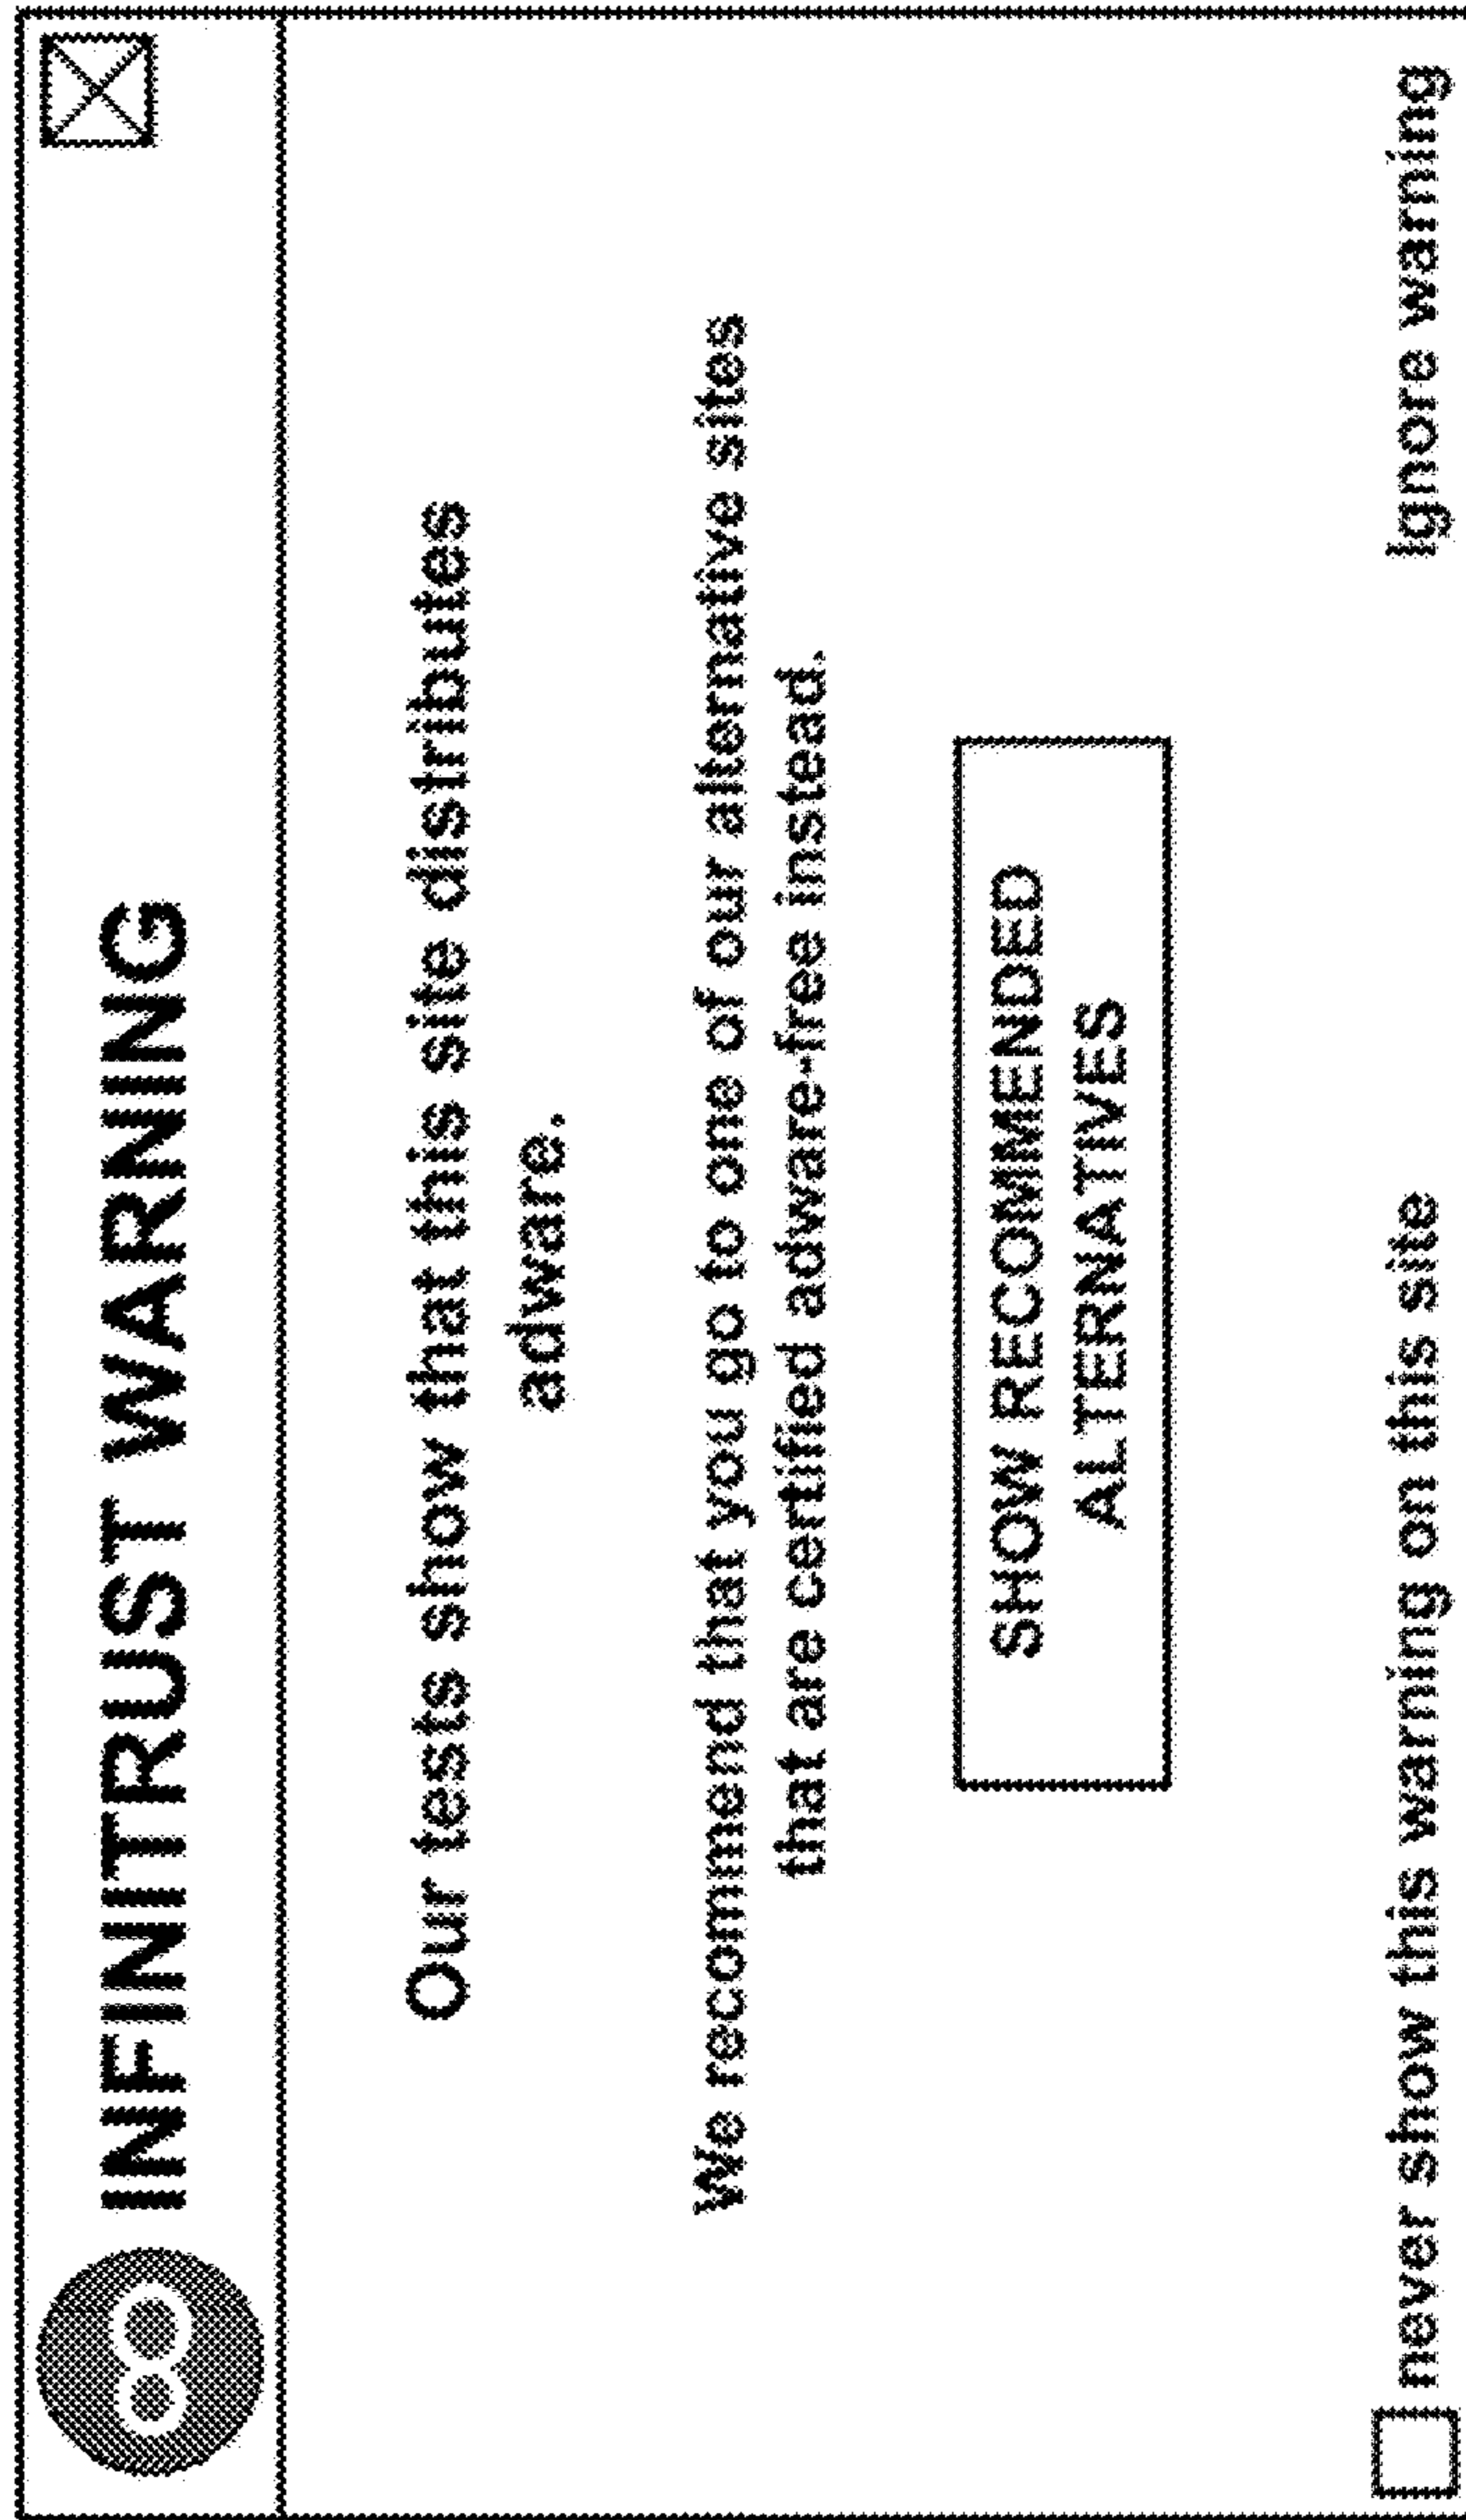 INFINITRUST WARNING
Our tests show that this site distributes
adware.
We recommend that you go to one of our alternative sites
that are certified adware-free instead.
SHOW RECOMMENDED
ALTERNATIVES
never show this warning on this site
Ignore warning